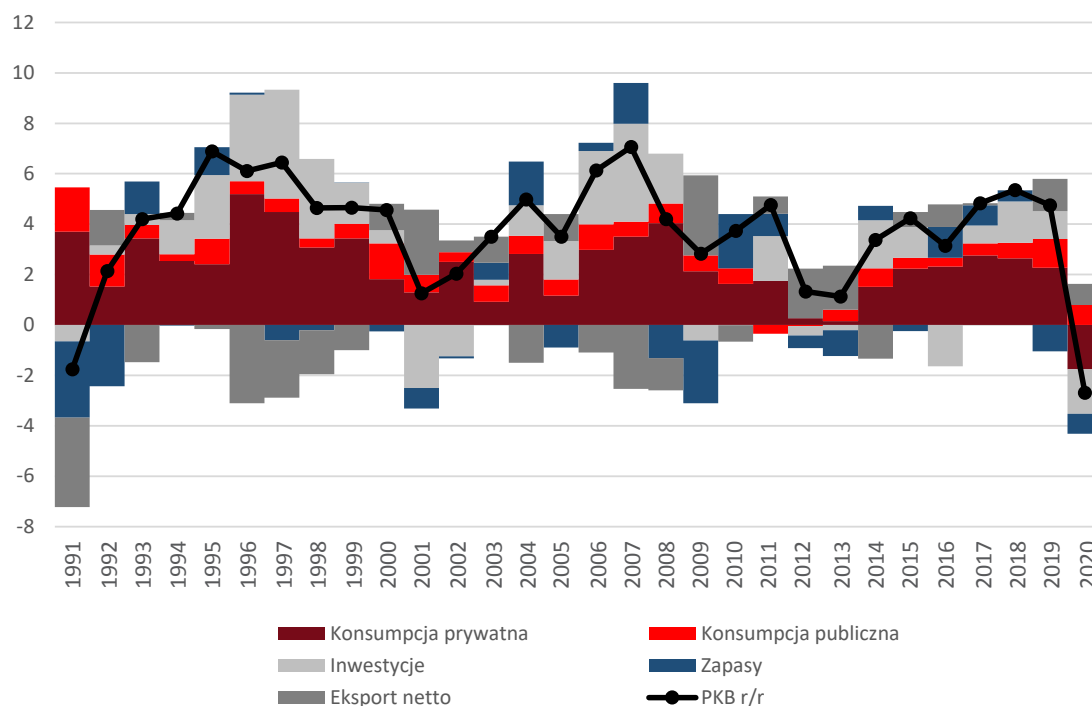 12
10
8
6
4
2
0
-2
-4
-6
-8
1991 1992 1993 1994 1995 1996 1997 1998 1999 2000 2001 2002 2003 2004 2005 2006 2007 2008 2009 2010 2011 2012 2013 2014 2015 2016 2017 2018 2019 2020
Konsumpcja prywatna Konsumpcja publiczna
Inwestycje Zapasy
Eksport netto PKB r/r